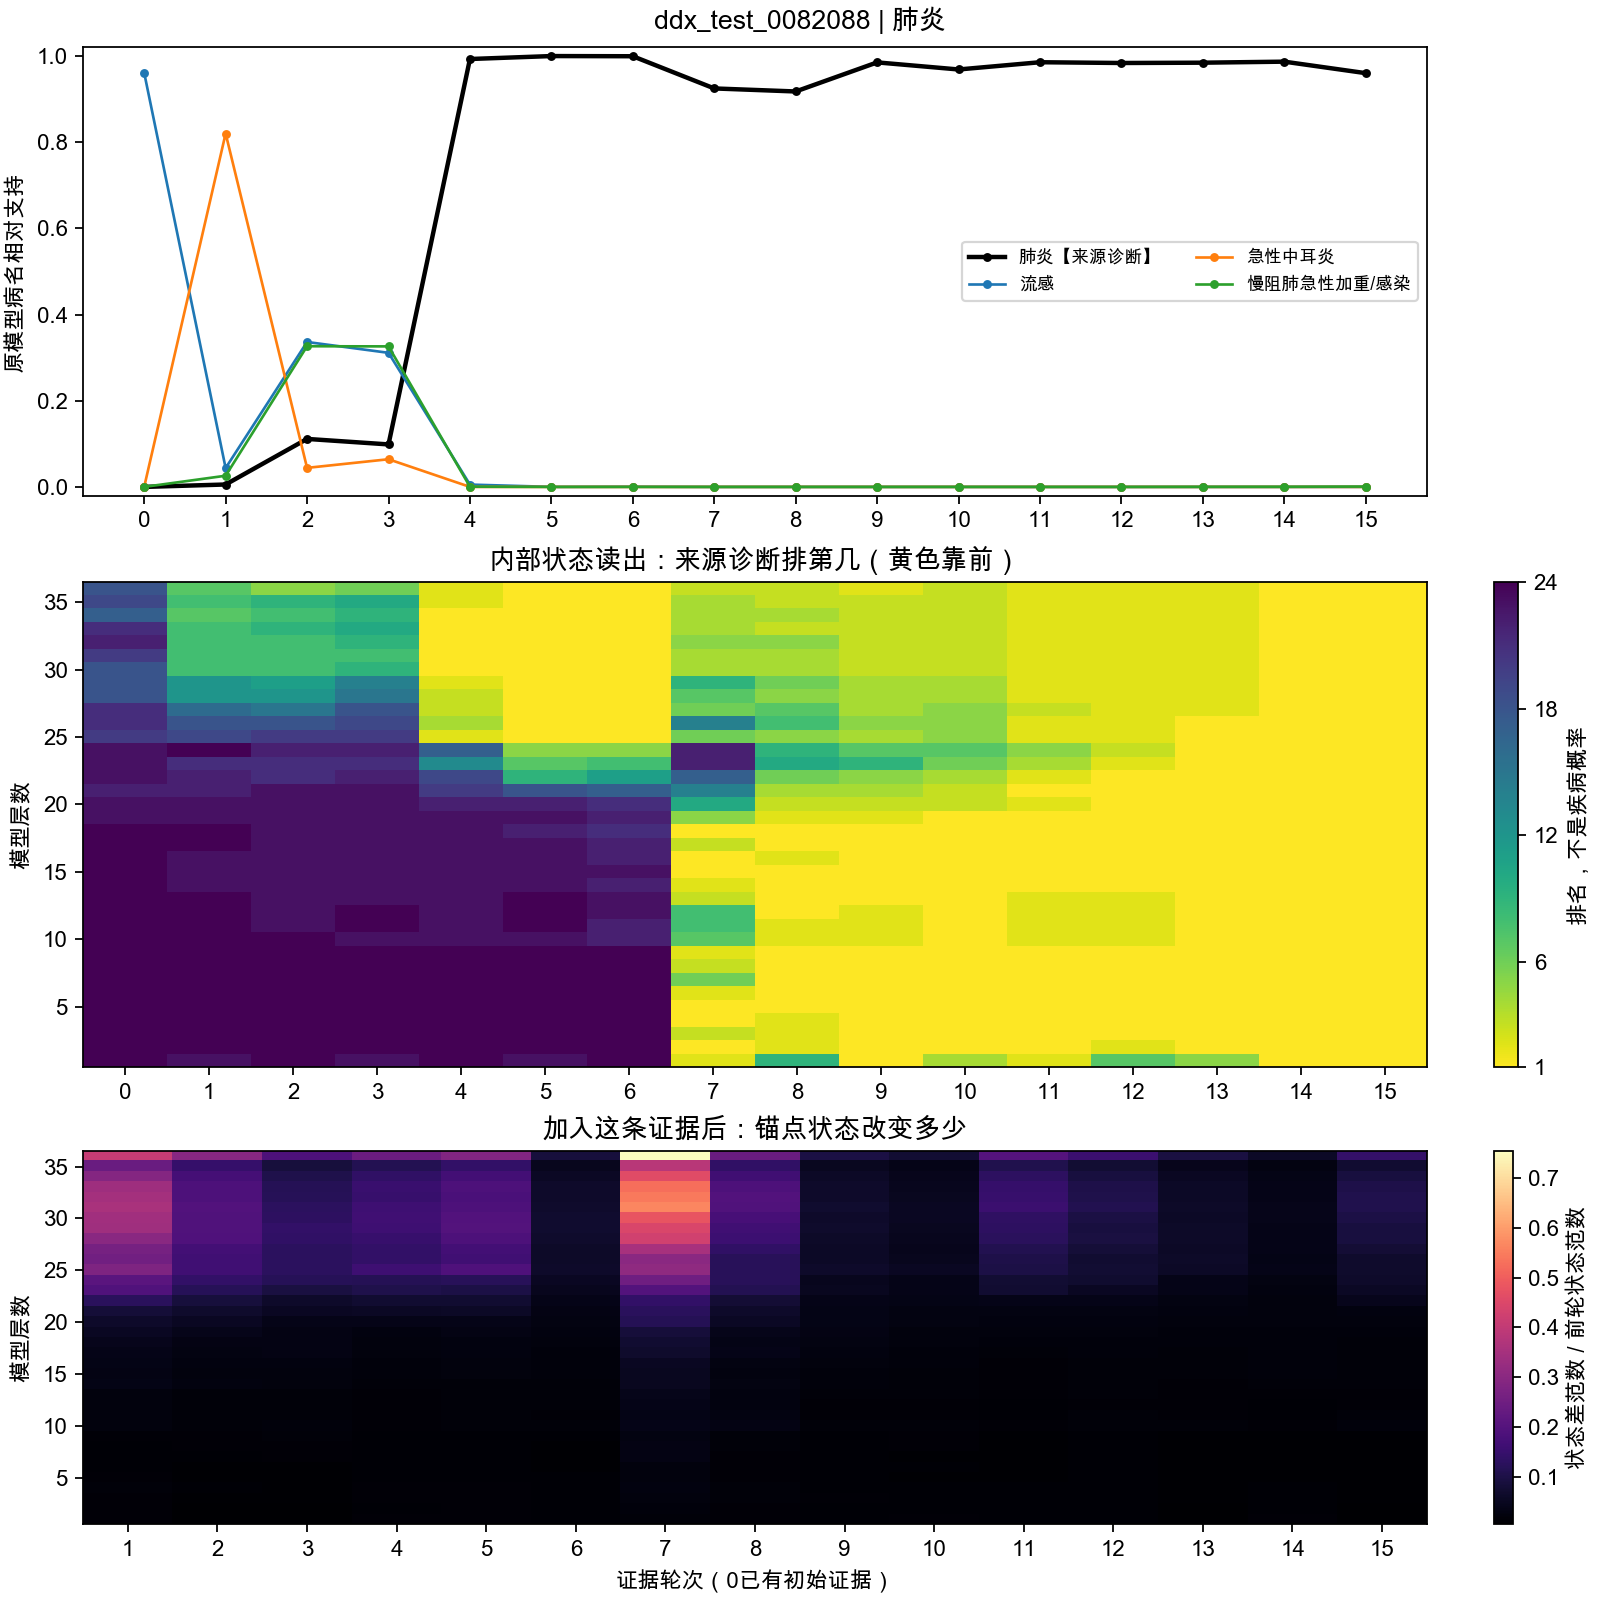 ddx_test_0082088 | 肺炎
1.0
0.8
0.6
0.4
0.2
0.0
原模型病名相对支持
肺炎【来源诊断】
流感
急性中耳炎
慢阻肺急性加重/感染
0 1 2 3 4 5 6 7 8 9 10 11 12 13 14 15
内部状态读出：来源诊断排第几（黄色靠前）
35
30
25
20
15
10
5
模型层数
24
18
12
6
1
排名，不是疾病概率
0 1 2 3 4 5 6 7 8 9 10 11 12 13 14 15
加入这条证据后：锚点状态改变多少
35
30
25
20
15
10
5
模型层数
0.7
0.6
0.5
0.4
0.3
0.2
0.1
状态差范数 / 前轮状态范数
1 2 3 4 5 6 7 8 9 10 11 12 13 14 15
证据轮次（0已有初始证据）